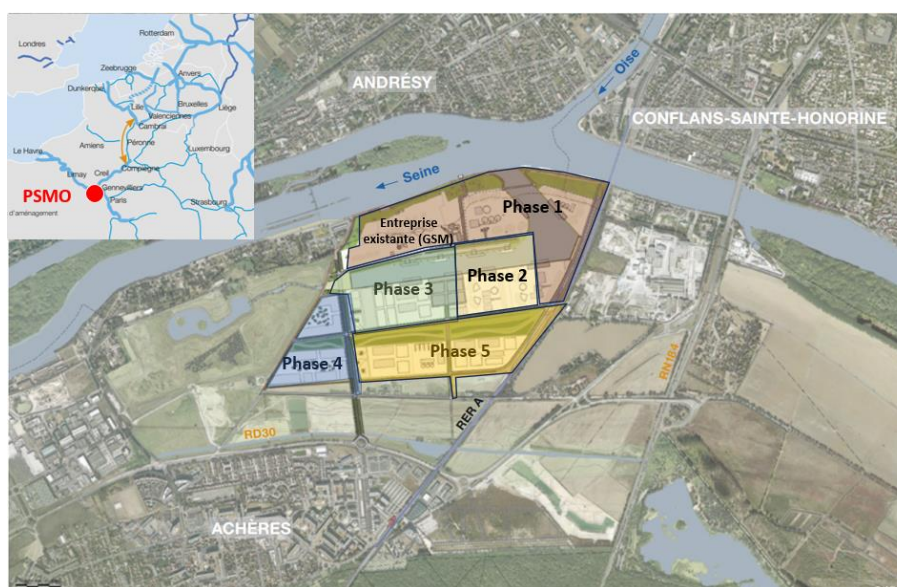 Londres
Rotterdam
Zeebrugge
Anvers
Dunkerque
Bruxelles
Lille
Liège
Valenciennes
Cambrai
Amiens
Péronne
Luxembourg
Le Havre
Compiègne
Creil
Limay
Gennevilliers
PSMO
Paris
Strasbourg
d'aménagement
ANDRÉSY
Oise
CONFLANS-SAINTE-HONORINE
Seine
Phase 1
Entreprise
existante (GSM)
Phase 2
Phase 3
Phase 4
Phase 5
RN184
RER A
RD30
ACHÈRES